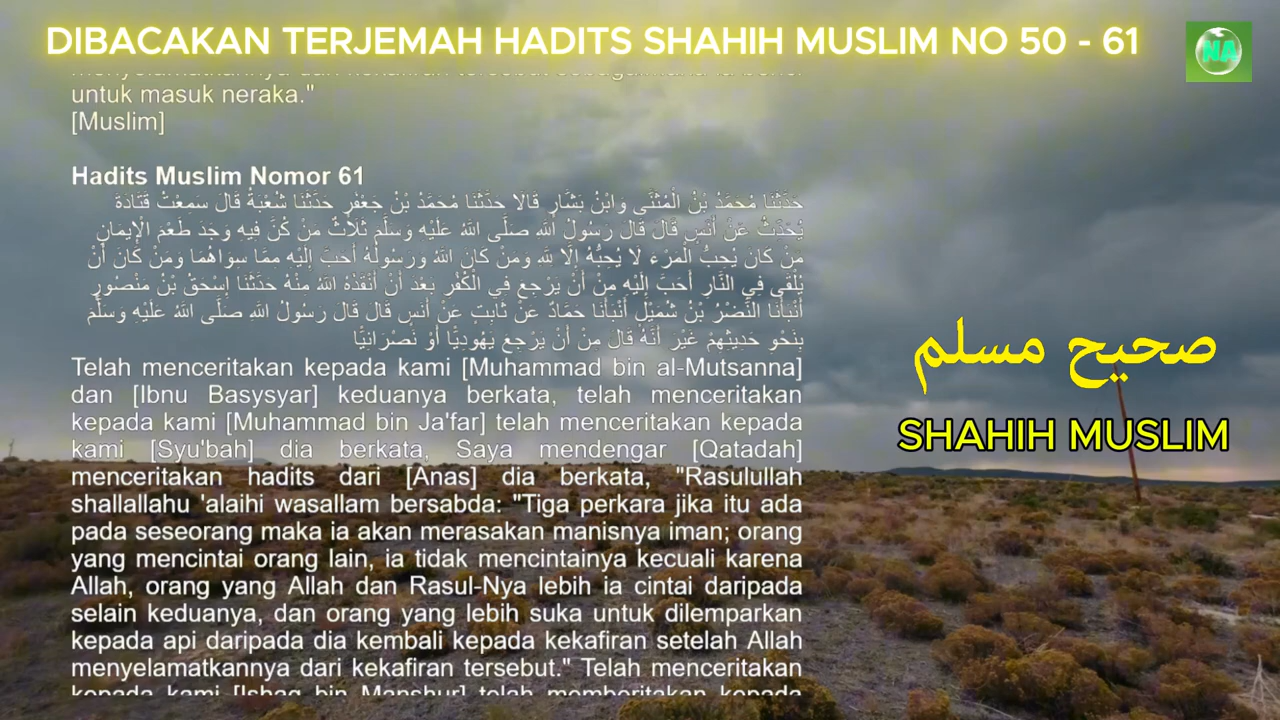 DIBACAKAN TERJEMAH HADITS SHAHIH MUSLIM NO 50 - 61
NA
untuk masuk neraka."
[Muslim]
Hadits Muslim Nomor 61
حَدَّثَنَا مُحَمَّدُ بْنُ الْمُثَنَّى وَابْنُ بَشَّارٍ قَالَا حَدَّثَنَا مُحَمَّدُ بْنُ جَعْفَرٍ حَدَّثَنَا شُعْبَةُ قَالَ سَمِعْتُ قَتَادَةَ
يُحَدِّثُ عَنْ أَنَسٍ قَالَ قَالَ رَسُولُ اللَّهِ صَلَّى اللَّهُ عَلَيْهِ وَسَلَّمَ ثَلَاثٌ مَنْ كُنَّ فِيهِ وَجَدَ طَعْمَ الْإِيمَانِ
مَنْ كَانَ يُحِبُّ الْمَرْءَ لَا يُحِبُّهُ إِلَّا لِلَّهِ وَمَنْ كَانَ اللَّهُ وَرَسُولُهُ أَحَبَّ إِلَيْهِ مِمَّا سِوَاهُمَا وَمَنْ كَانَ أَنْ
يُلْقَى فِي النَّارِ أَحَبَّ إِلَيْهِ مِنْ أَنْ يَرْجِعَ فِي الْكُفْرِ بَعْدَ أَنْ أَنْقَذَهُ اللَّهُ مِنْهُ حَدَّثَنَا إِسْحَقُ بْنُ مَنْصُورٍ
أَنْبَأَنَا النَّضْرُ بْنُ شُمَيْلٍ أَنْبَأَنَا حَمَّادٌ عَنْ ثَابِتٍ عَنْ أَنَسٍ قَالَ قَالَ رَسُولُ اللَّهِ صَلَّى اللَّهُ عَلَيْهِ وَسَلَّمَ
بِنَحْوِ حَدِيثِهِمْ غَيْرَ أَنَّهُ قَالَ مِنْ أَنْ يَرْجِعَ يَهُودِيًّا أَوْ نَصْرَانِيًّا
Telah menceritakan kepada kami [Muhammad bin al-Mutsanna]
dan [Ibnu Basysyar] keduanya berkata, telah menceritakan
kepada kami [Muhammad bin Ja'far] telah menceritakan kepada
kami [Syu'bah] dia berkata, Saya mendengar [Qatadah]
menceritakan hadits dari [Anas] dia berkata, "Rasulullah
shallallahu 'alaihi wasallam bersabda: "Tiga perkara jika itu ada
pada seseorang maka ia akan merasakan manisnya iman; orang
yang mencintai orang lain, ia tidak mencintainya kecuali karena
Allah, orang yang Allah dan Rasul-Nya lebih ia cintai daripada
selain keduanya, dan orang yang lebih suka untuk dilemparkan
kepada api daripada dia kembali kepada kekafiran setelah Allah
menyelamatkannya dari kekafiran tersebut." Telah menceritakan
kepada kami [Ishaq bin Manshur] telah memberitakan kepada
صحيح مسلم
SHAHIH MUSLIM